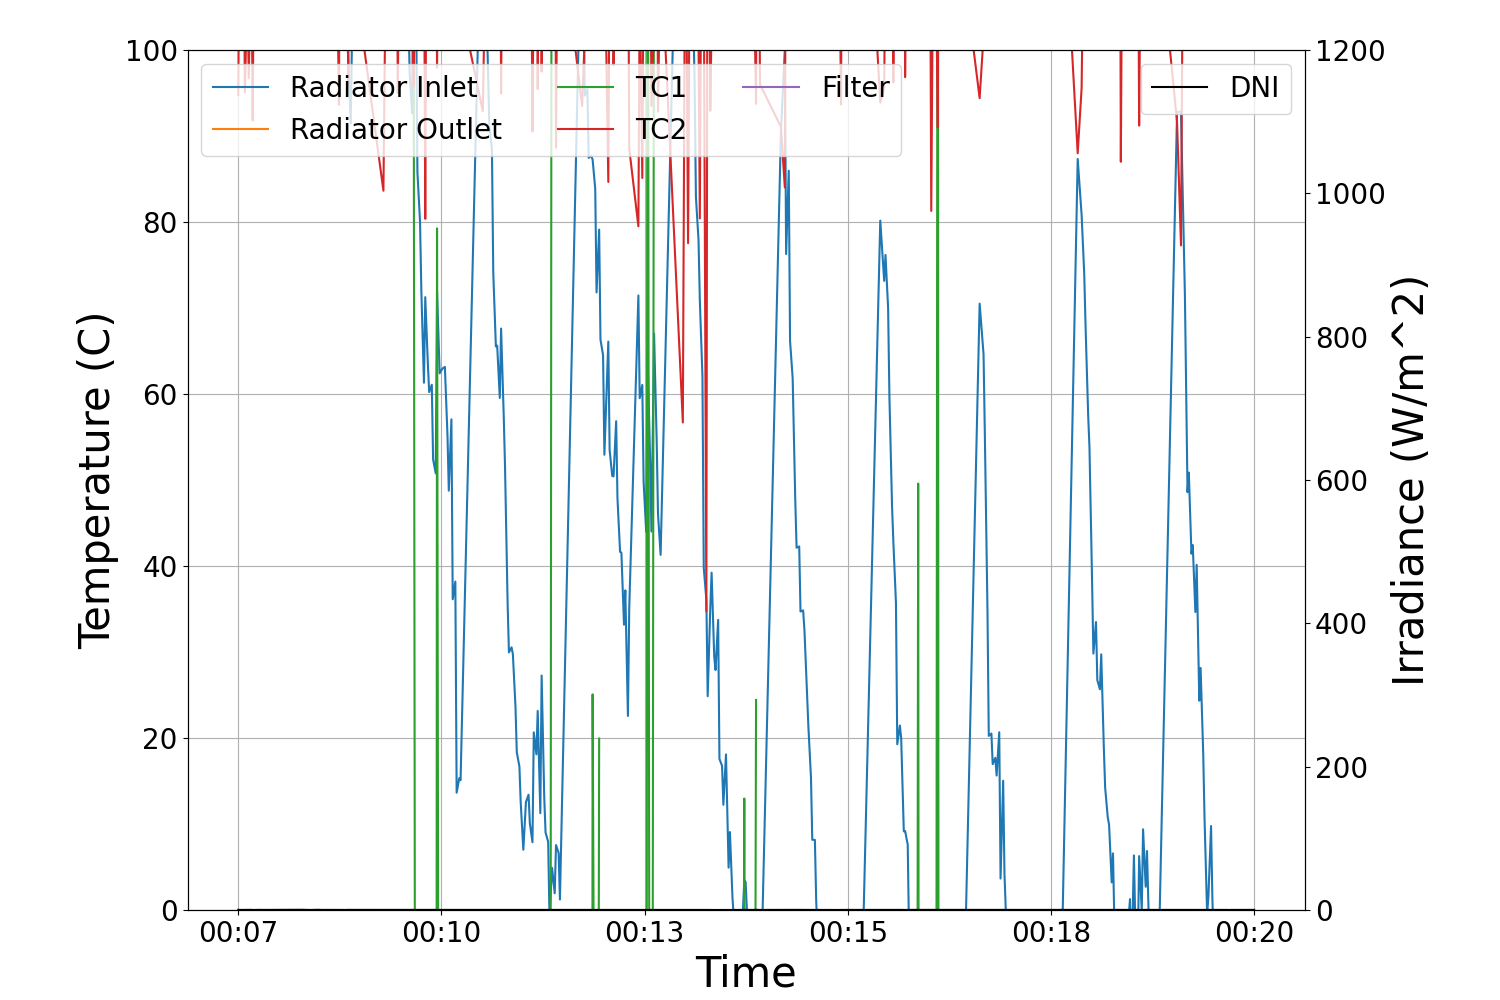 100
80
60
40
20
0
Temperature (C)
Radiator Inlet
Radiator Outlet
TC1
TC2
Filter
DNI
1200
1000
800
600
400
200
0
Irradiance (W/m^2)
00:07 00:10 00:13 00:15 00:18 00:20
Time